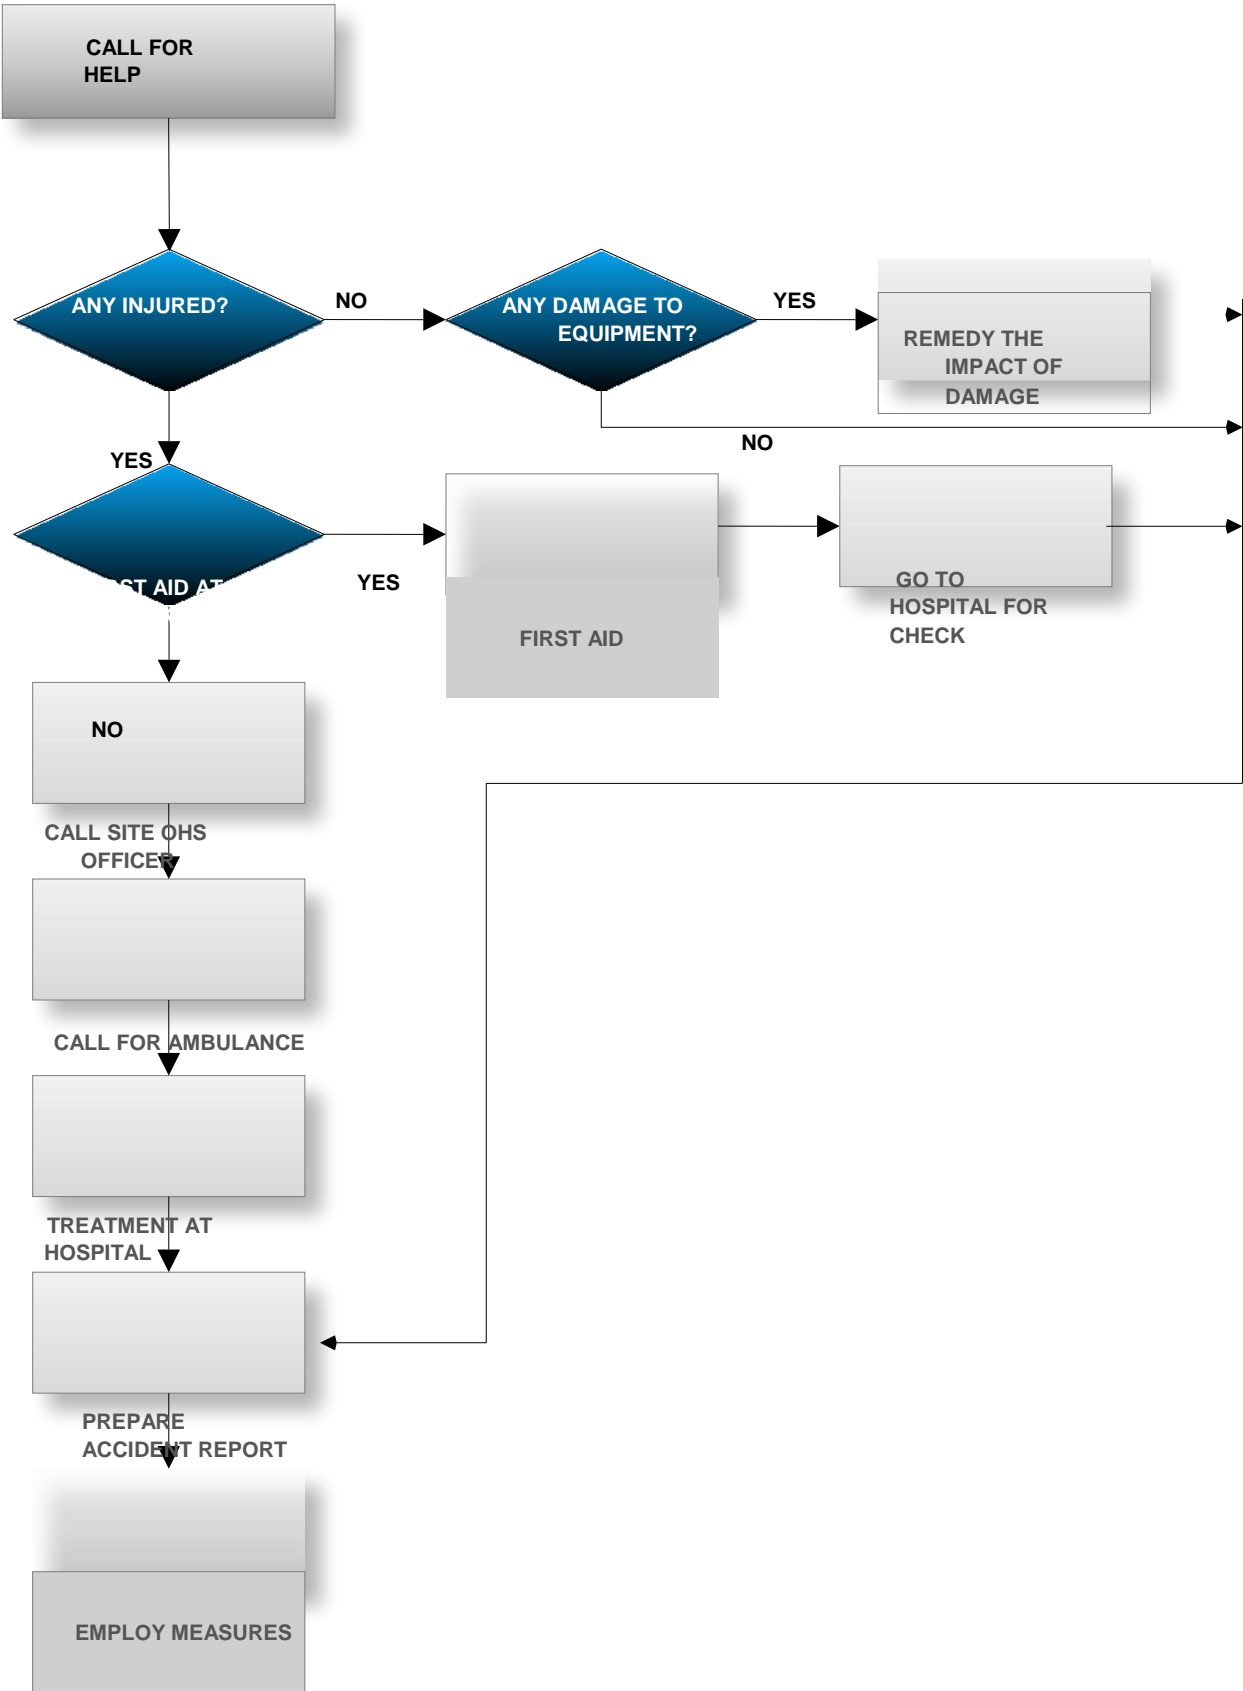 CALL FOR
HELP
ANY INJURED?
NO
ANY DAMAGE TO
EQUIPMENT?
YES
REMEDY THE
IMPACT OF
DAMAGE
NO
YES
AID AT
YES
FIRST AID
GO TO
HOSPITAL FOR
CHECK
NO
CALL SITE OHS
OFFICER
CALL FOR AMBULANCE
TREATMENT AT
HOSPITAL
PREPARE
ACCIDENT REPORT
EMPLOY MEASURES